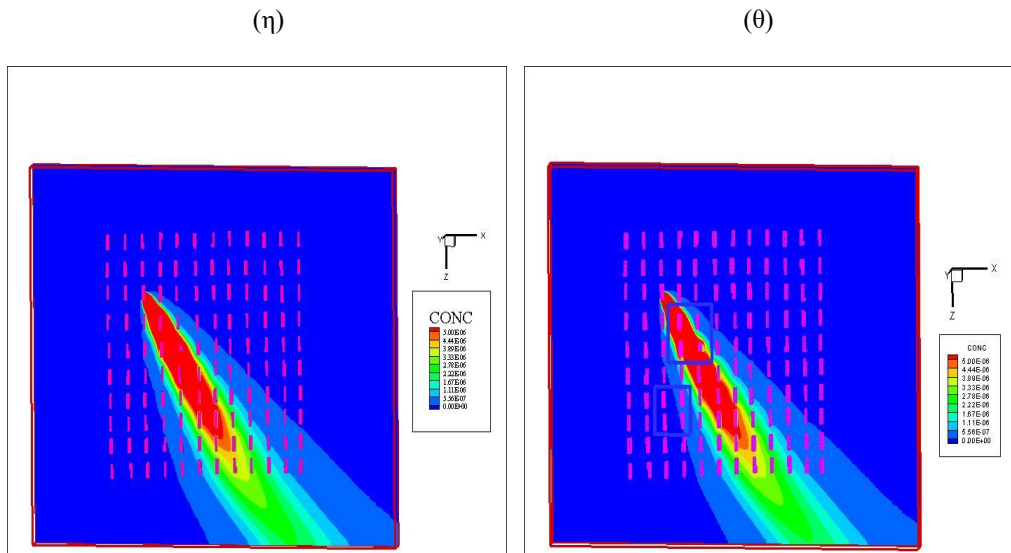 (η)
(θ)
Y
X
Z
CONC
5.00E-06
4.44E-06
3.89E-06
3.33E-06
2.78E-06
2.22E-06
1.67E-06
1.11E-06
5.56E-07
0.00E+00
Y
X
Z
CONC
5.00E-06
4.44E-06
3.89E-06
3.33E-06
2.78E-06
2.22E-06
1.67E-06
1.11E-06
5.56E-07
0.00E+00